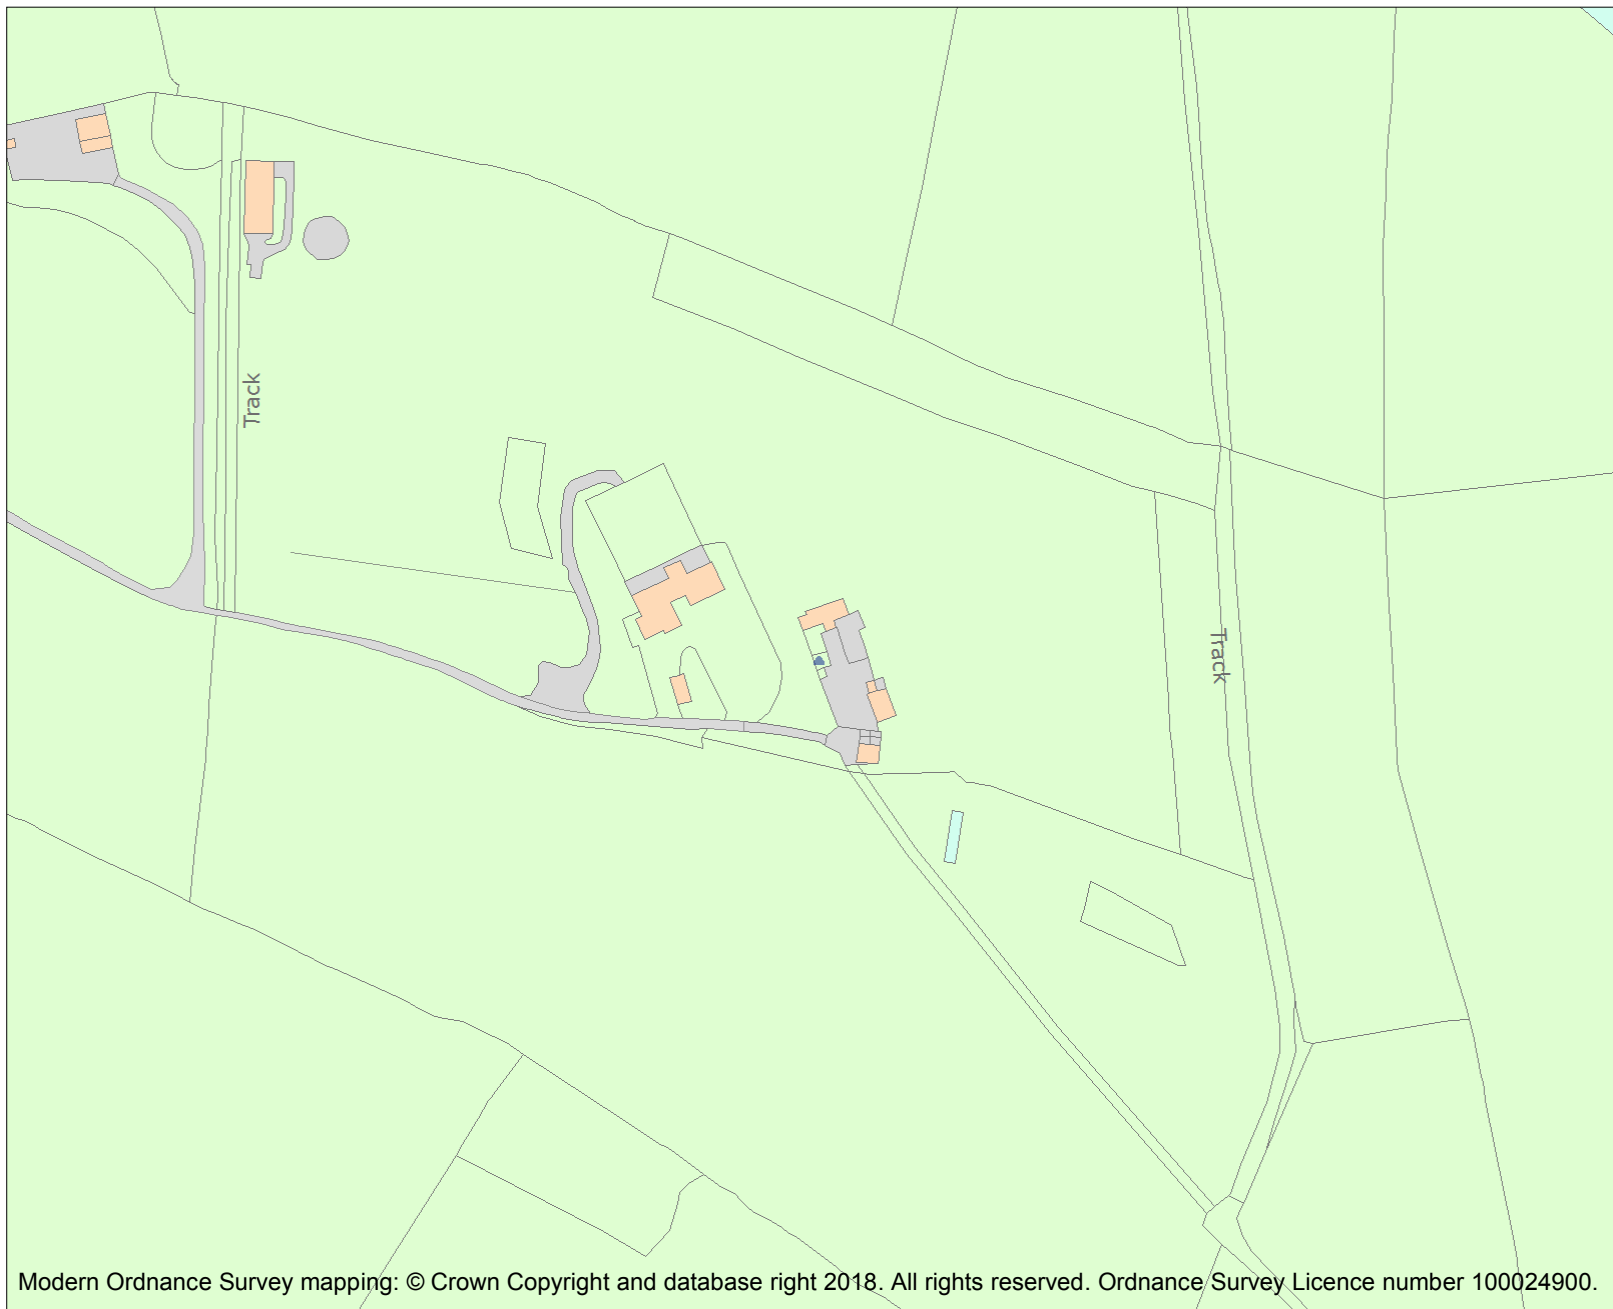 Track
Track
Modern Ordnance Survey mapping: © Crown Copyright and database right 2018. All rights reserved. Ordnance Survey Licence number 100024900.